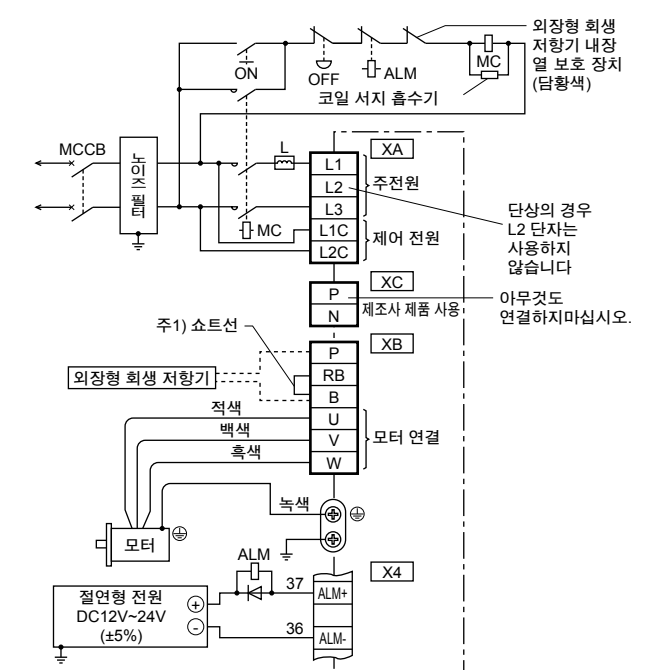 외장형 회생
저항기 내장
열 보호 장치
(담황색)
ON
OFF
ALM
MC
코일 서지 흡수기
MCCB
노이즈 필터
L
MC
XA
L1
L2
L3
L1C
L2C
주전원
제어 전원
단상의 경우
L2 단자는
사용하지
않습니다
XC
P
N
제조사 제품 사용
아무것도
연결하지마십시오.
주1) 쇼트선
XB
P
RB
B
U
V
W
외장형 회생 저항기
적색
백색
흑색
모터 연결
녹색
모터
ALM
X4
절연형 전원
DC12V~24V
(±5%)
+
-
37
ALM+
36
ALM-